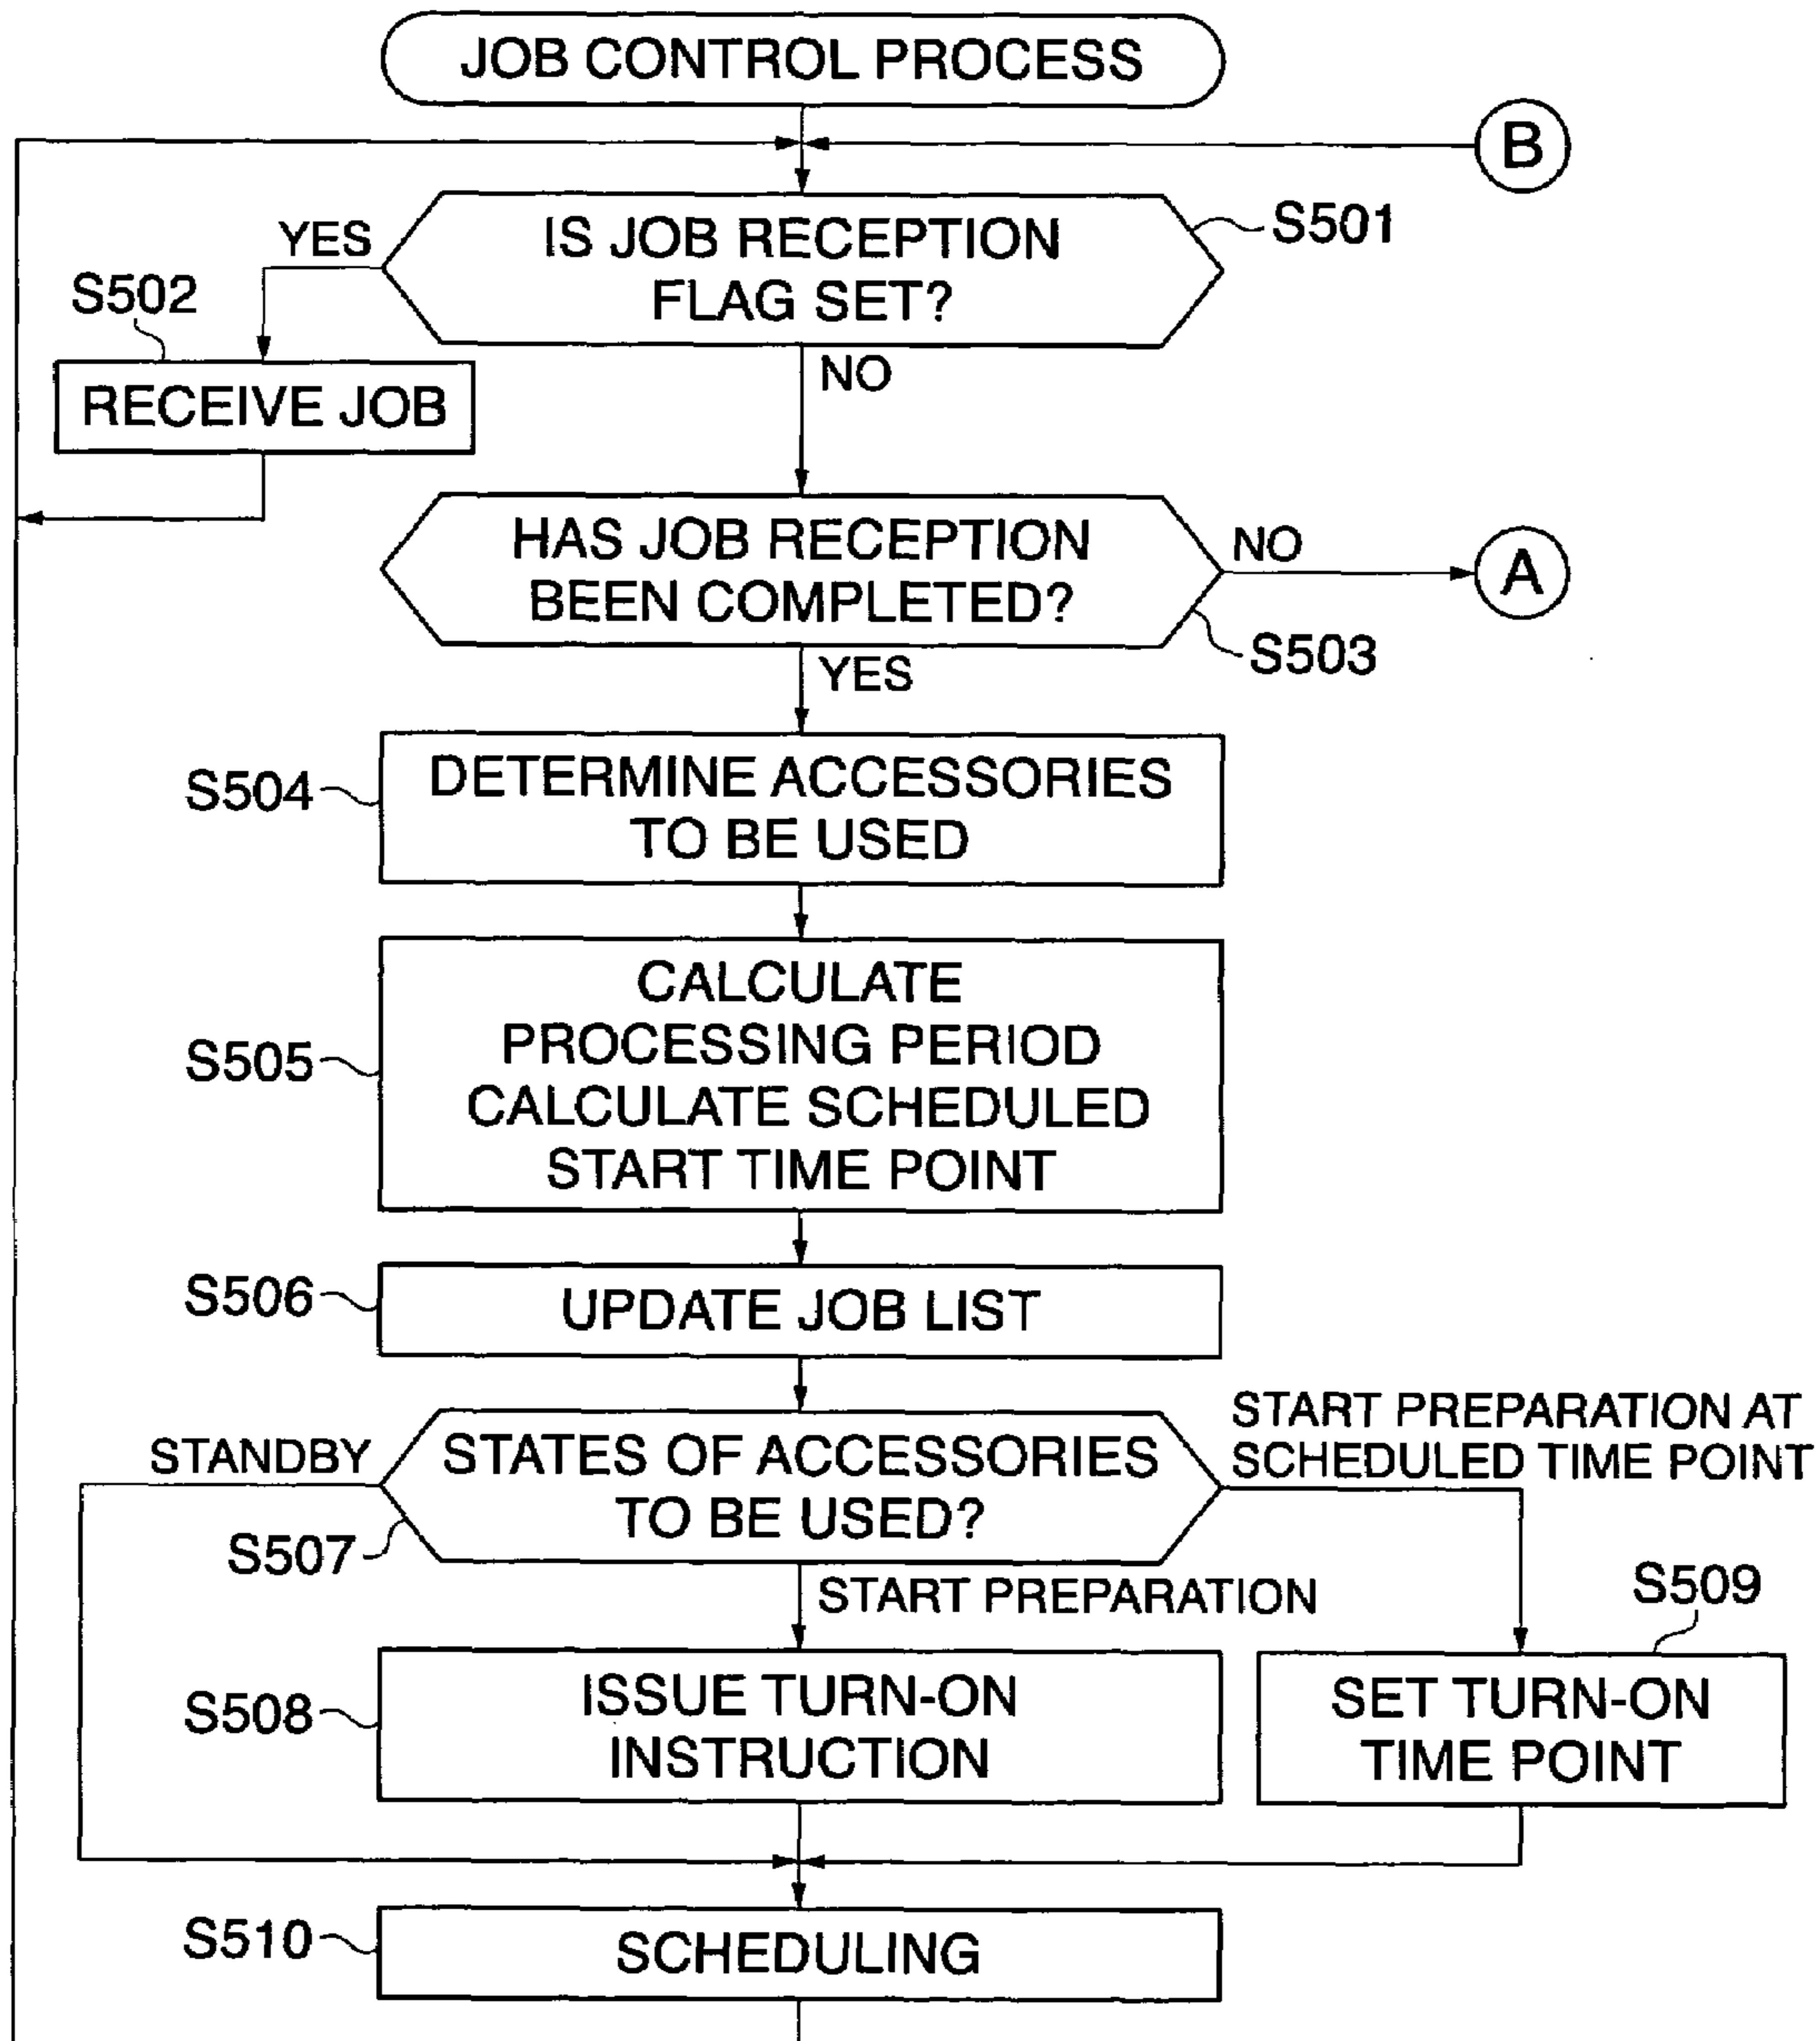 JOB CONTROL PROCESS
B
IS JOB RECEPTION
FLAG SET?
S501
YES
NO
S502
RECEIVE JOB
HAS JOB RECEPTION
BEEN COMPLETED?
S503
NO
A
YES
S504
DETERMINE ACCESSORIES
TO BE USED
S505
CALCULATE
PROCESSING PERIOD
CALCULATE SCHEDULED
START TIME POINT
S506
UPDATE JOB LIST
STATES OF ACCESSORIES
TO BE USED?
S507
STANDBY
START PREPARATION AT
SCHEDULED TIME POINT
START PREPARATION
S508
ISSUE TURN-ON
INSTRUCTION
S509
SET TURN-ON
TIME POINT
S510
SCHEDULING